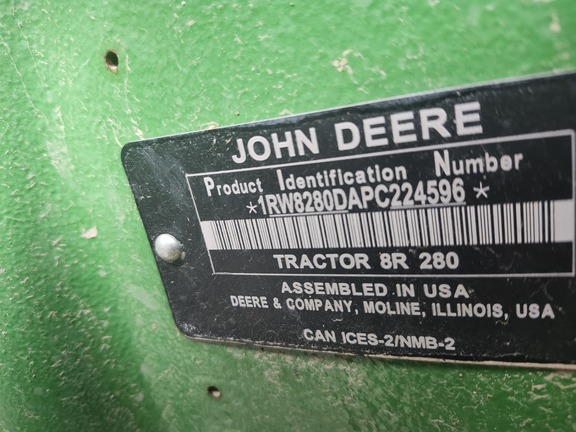 JOHN DEERE
Product Identification Number
*1RW8280DAPC224596*
TRACTOR 8R 280
ASSEMBLED IN USA
DEERE & COMPANY, MOLINE, ILLINOIS, USA
CAN ICES-2/NMB-2